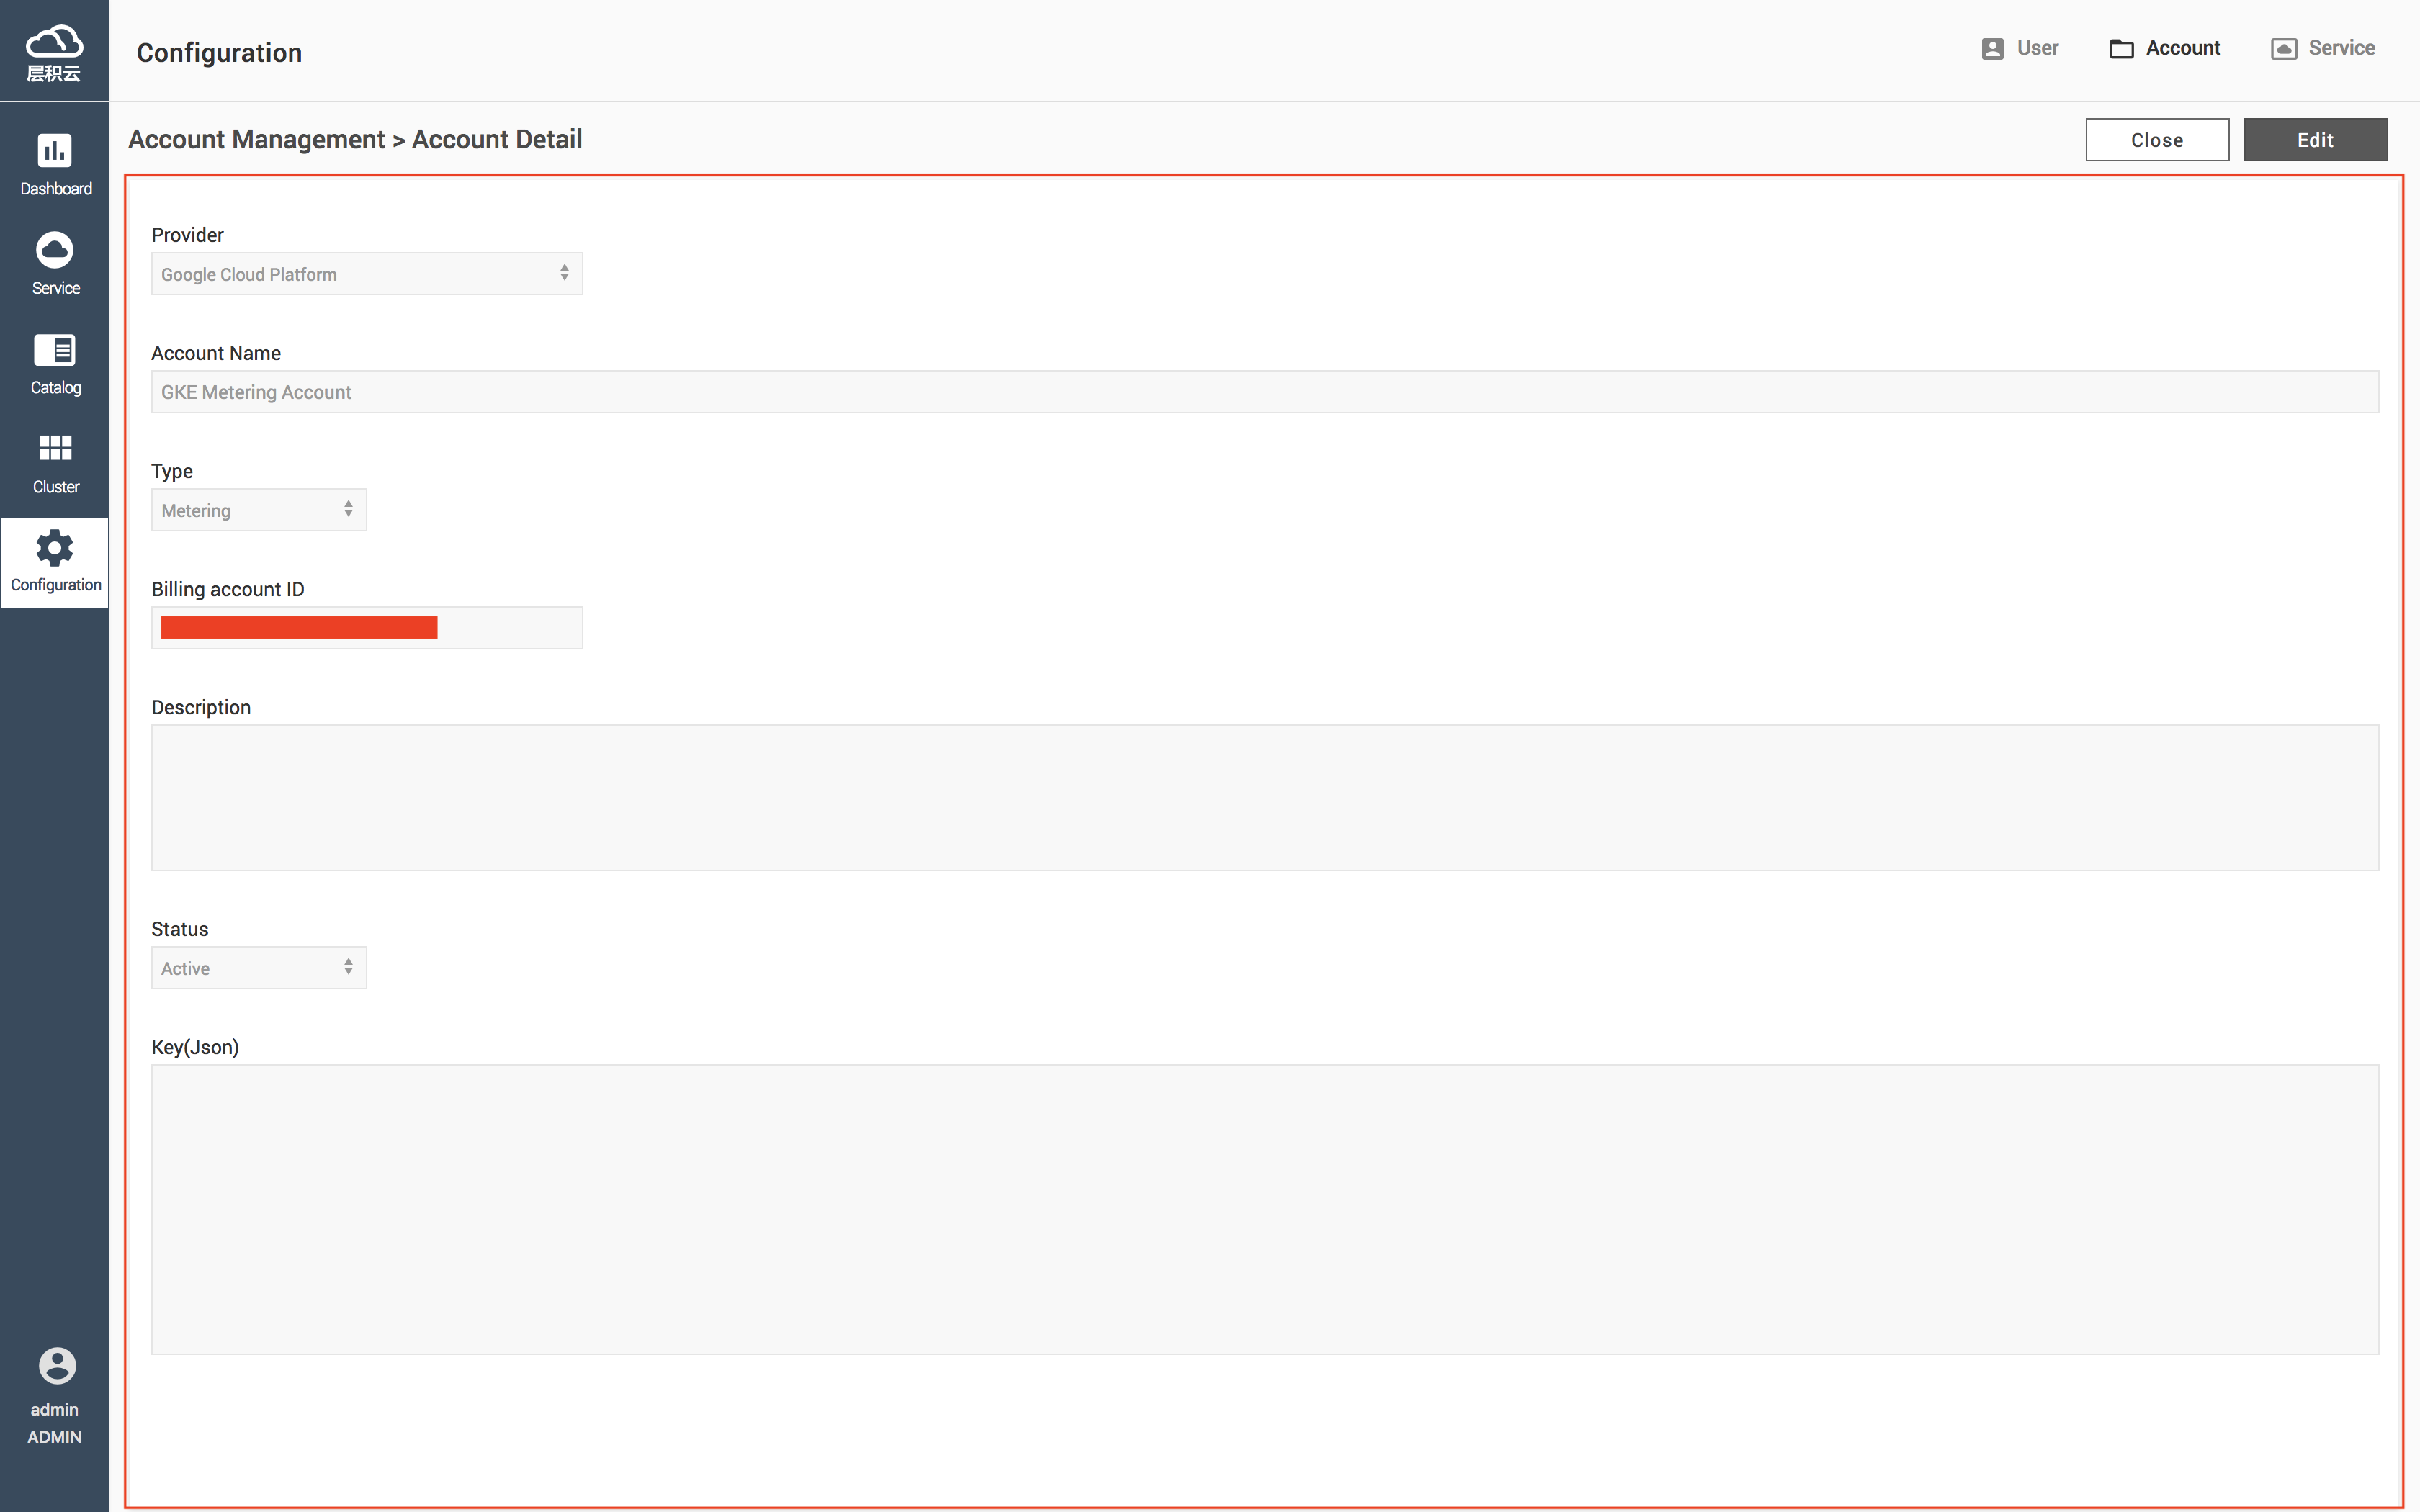 层积云
Configuration
User
Account
Service
Account Management > Account Detail
Close
Edit
Dashboard
Service
Catalog
Cluster
Configuration
Provider
Google Cloud Platform
Account Name
GKE Metering Account
Type
Metering
Billing account ID
Description
Status
Active
Key(Json)
admin
ADMIN